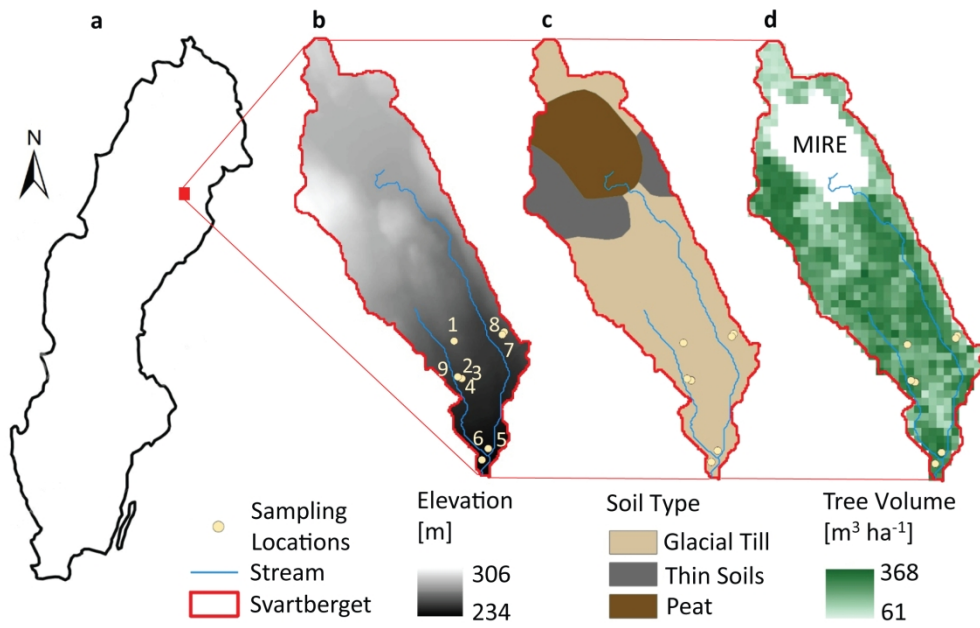 a
b
c
d
N
MIRE
1
8
7
9
2
3
4
6
5
Sampling
Locations
Stream
Svartberget
Elevation
[m]
306
234
Soil Type
Glacial Till
Thin Soils
Peat
Tree Volume
[m³ ha⁻¹]
368
61